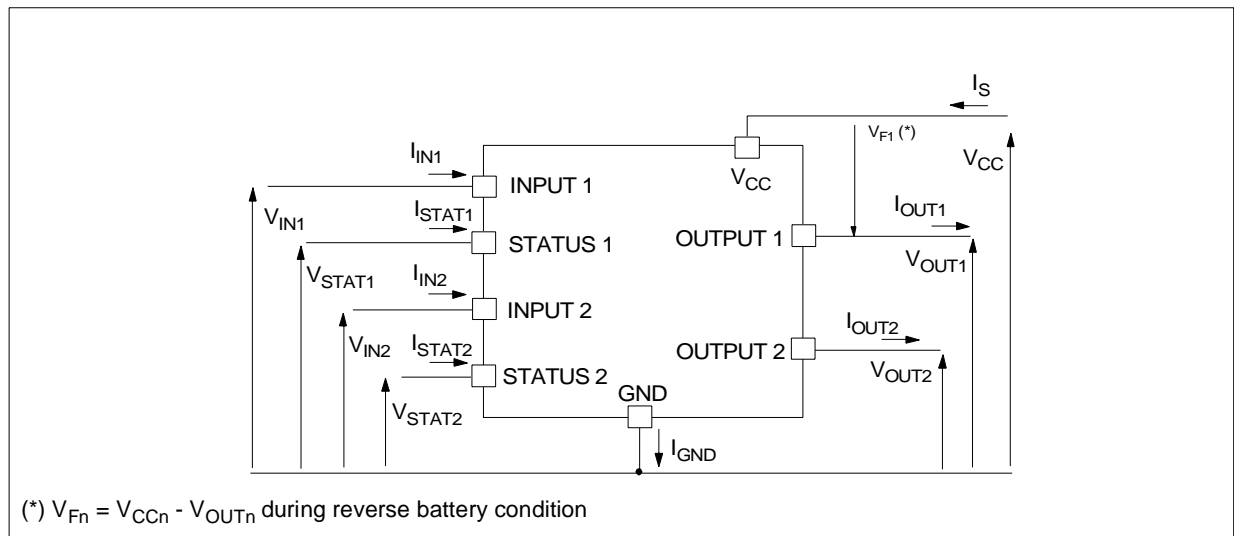 I_S
V_F1 (*)
V_CC
I_IN1
V_CC
INPUT 1
V_IN1
I_STAT1
I_OUT1
OUTPUT 1
STATUS 1
V_OUT1
V_STAT1
I_IN2
INPUT 2
I_OUT2
V_IN2
I_STAT2
OUTPUT 2
V_OUT2
STATUS 2
GND
V_STAT2
I_GND
(*) V_Fn = V_CCn - V_OUTn during reverse battery condition